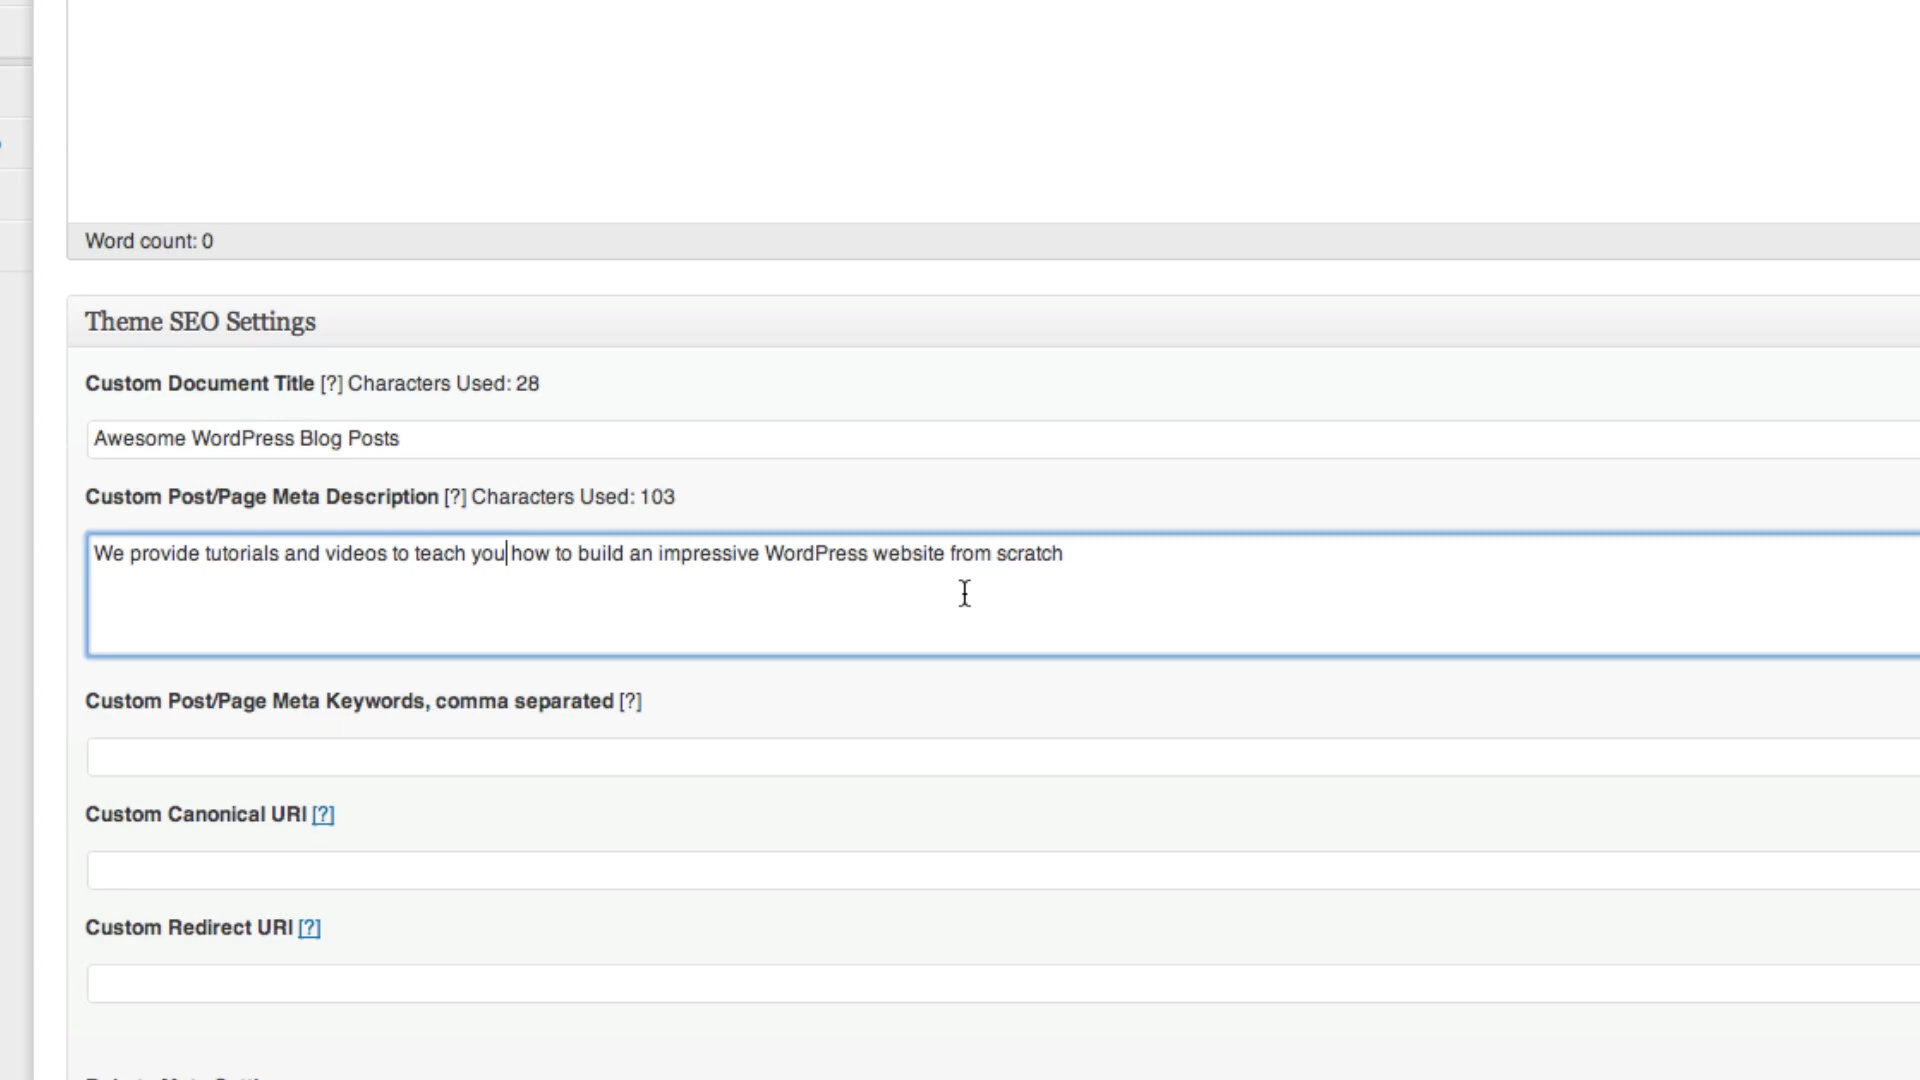 Word count: 0
Theme SEO Settings
Custom Document Title [?] Characters Used: 28
Awesome WordPress Blog Posts
Custom Post/Page Meta Description [?] Characters Used: 103
We provide tutorials and videos to teach you how to build an impressive WordPress website from scratch
Custom Post/Page Meta Keywords, comma separated [?]
Custom Canonical URI [?]
Custom Redirect URI [?]